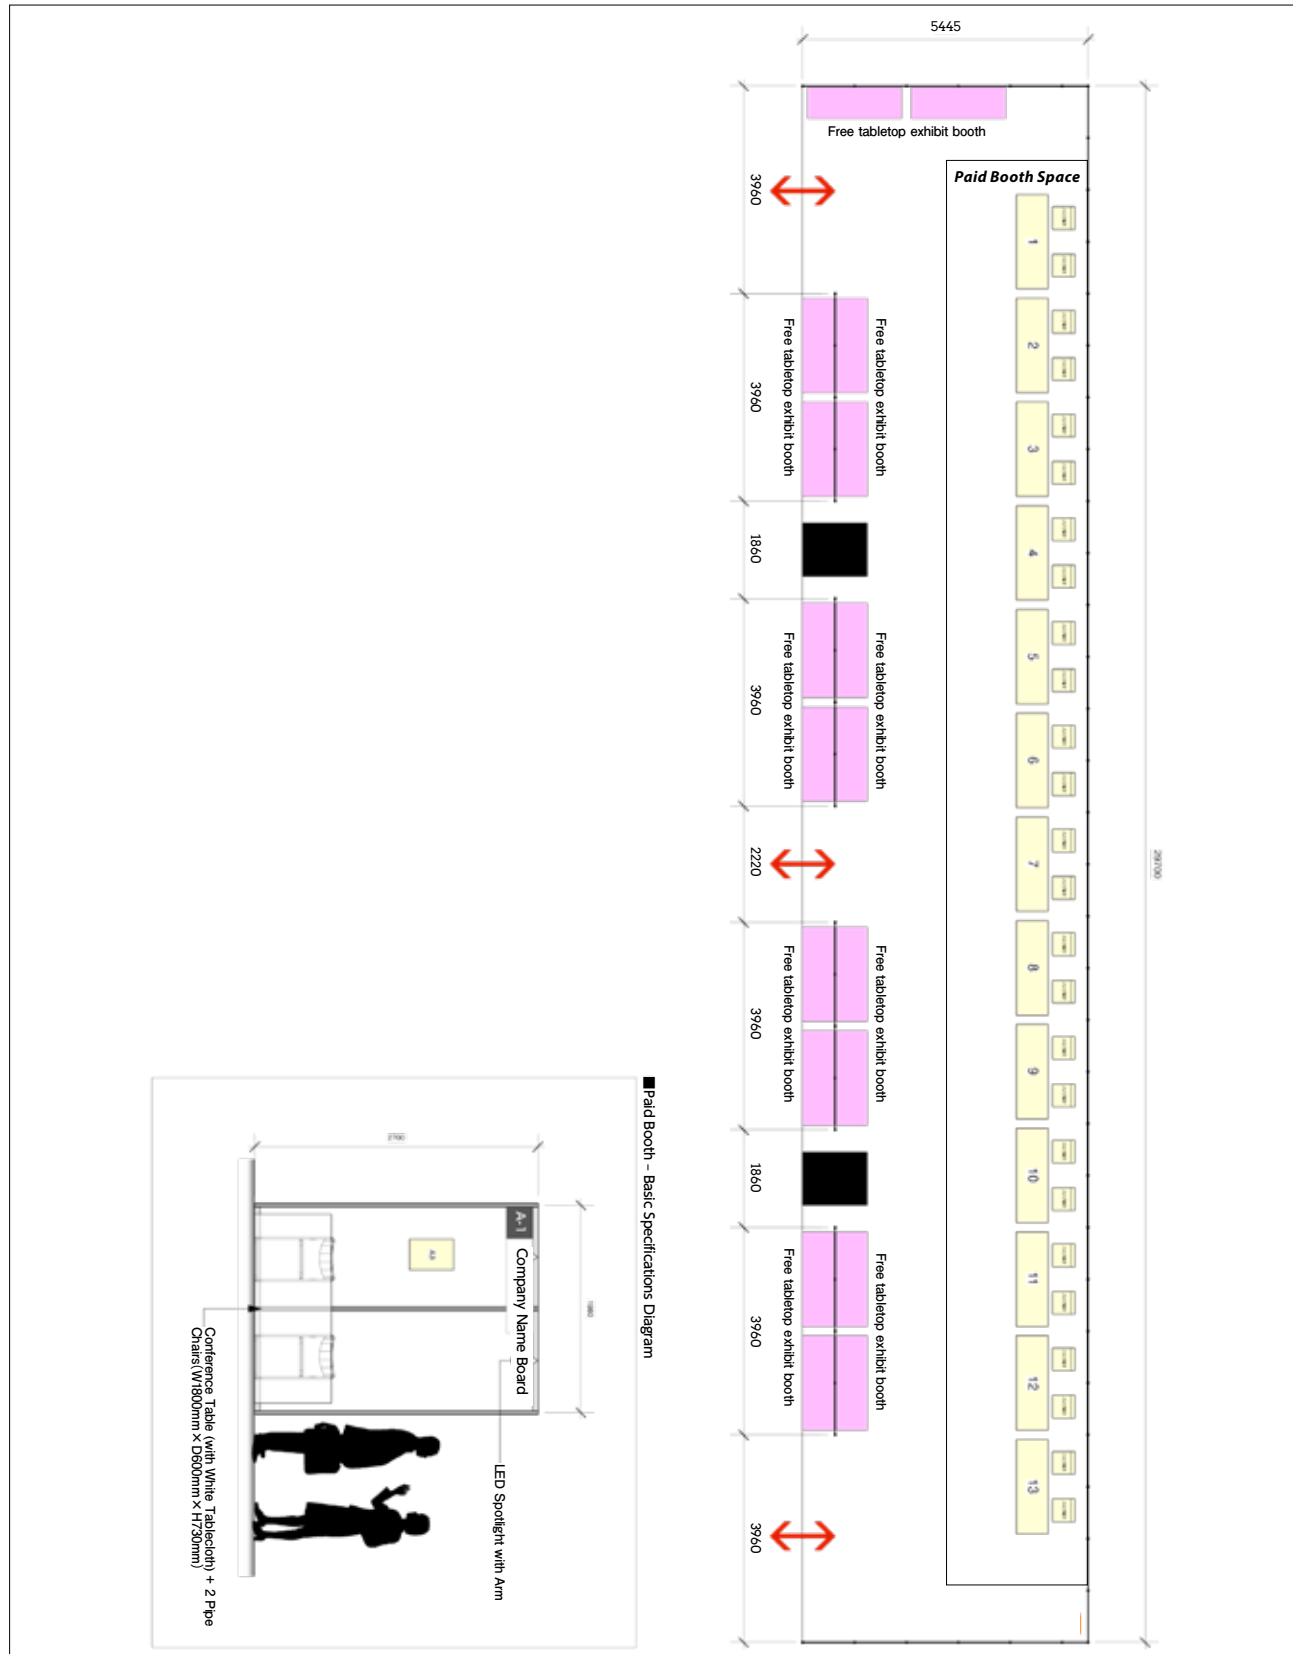 5445
Free tabletop exhibit booth
Paid Booth Space
3960
3960
1860
3960
2220
3960
1860
3960
3960
29700
Free tabletop exhibit booth
Free tabletop exhibit booth
Free tabletop exhibit booth
Free tabletop exhibit booth
Free tabletop exhibit booth
Free tabletop exhibit booth
Free tabletop exhibit booth
Free tabletop exhibit booth
1
2
3
4
5
6
7
8
9
10
11
12
13
■Paid Booth – Basic Specifications Diagram
1980
2700
A-1
Company Name Board
LED Spotlight with Arm
Conference Table (with White Tablecloth) + 2 Pipe
Chairs(W1800mm×D600mm×H730mm)